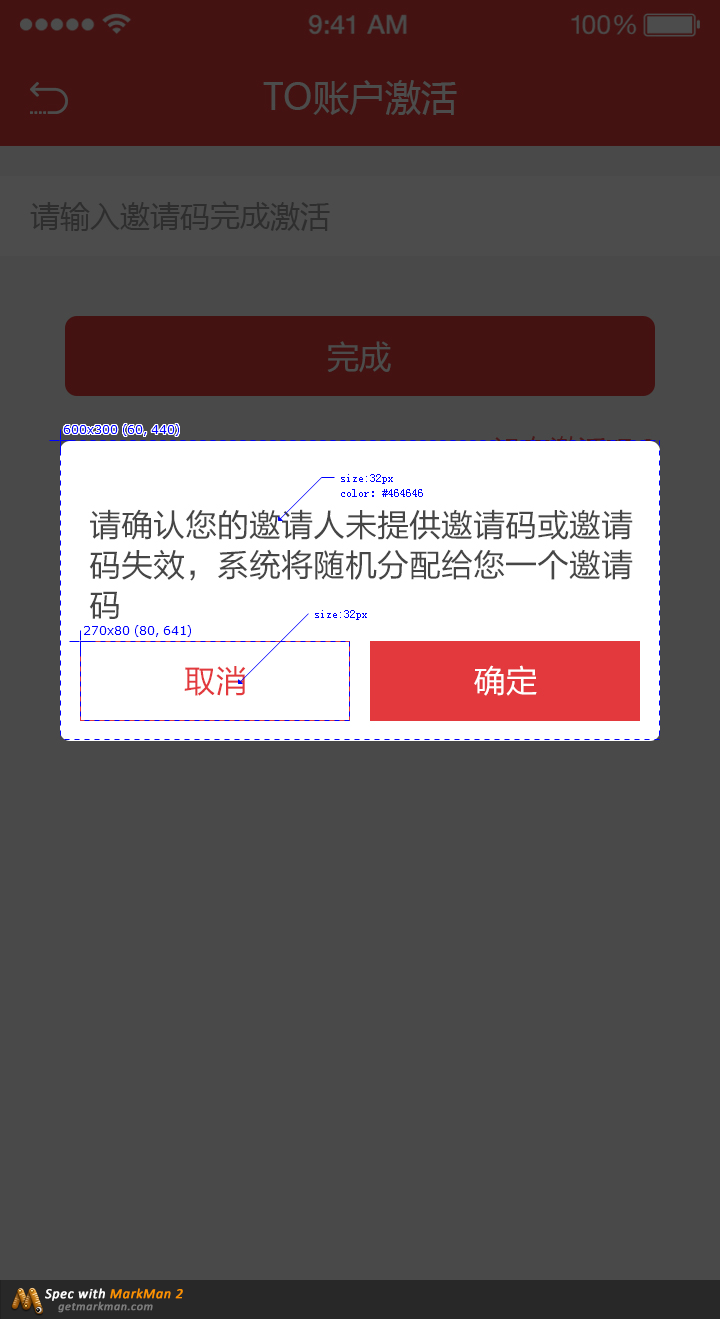 9:41 AM 100%
TO账户激活
请输入邀请码完成激活
完成
600x300 (60, 440)
size:32px
color: #464646
请确认您的邀请人未提供邀请码或邀请
码失效，系统将随机分配给您一个邀请
码
size:32px
270x80 (80, 641)
取消 确定
Spec with MarkMan 2
getmarkman.com